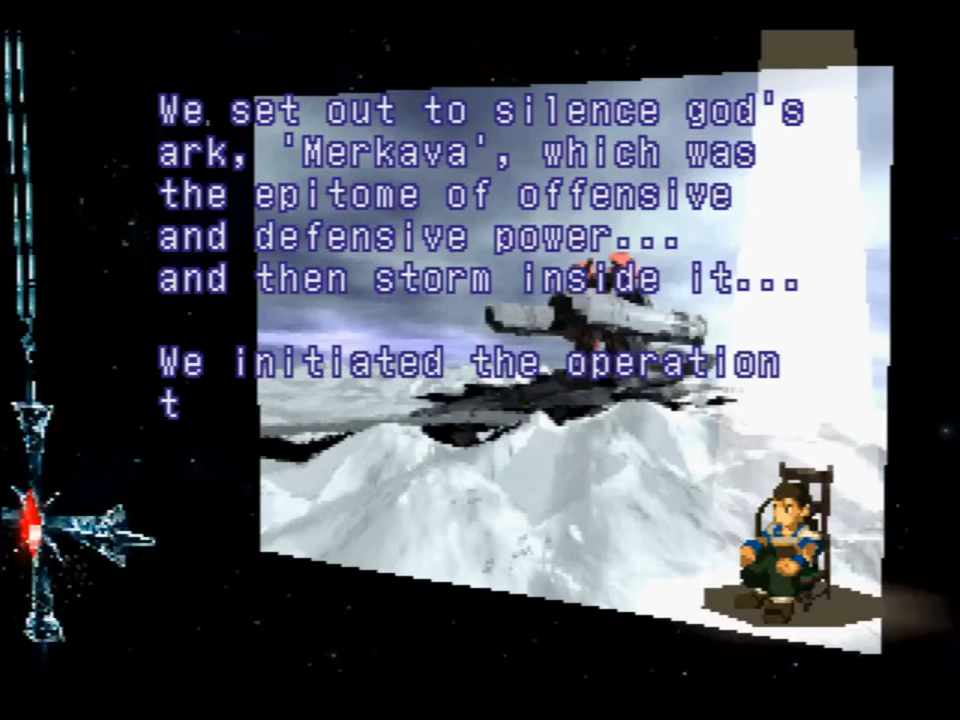 We set out to silence god's
ark, 'Merkava', which was
the epitome of offensive
and defensive power...
and then storm inside it...
We initiated the operation
t